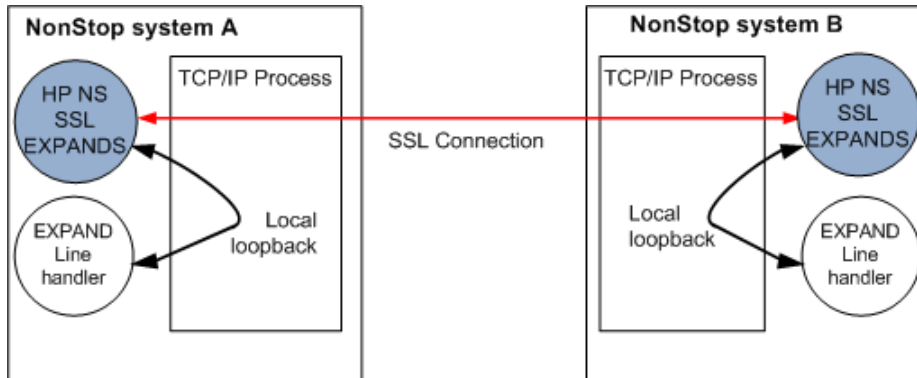 NonStop system A
HP NS
SSL
EXPANDS
TCP/IP Process
EXPAND
Line
handler
Local
loopback
SSL Connection
NonStop system B
TCP/IP Process
HP NS
SSL
EXPANDS
Local
loopback
EXPAND
Line
handler